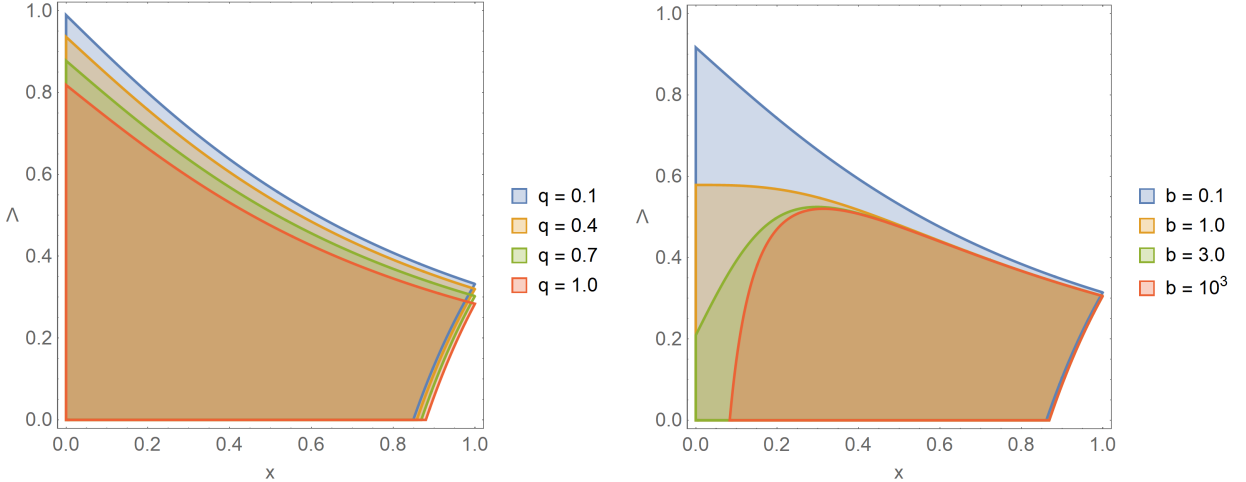 1.0
0.8
0.6
0.4
0.2
0.0
Λ
0.0 0.2 0.4 0.6 0.8 1.0
x
q = 0.1
q = 0.4
q = 0.7
q = 1.0
1.0
0.8
0.6
0.4
0.2
0.0
Λ
0.0 0.2 0.4 0.6 0.8 1.0
x
b = 0.1
b = 1.0
b = 3.0
b = 10³